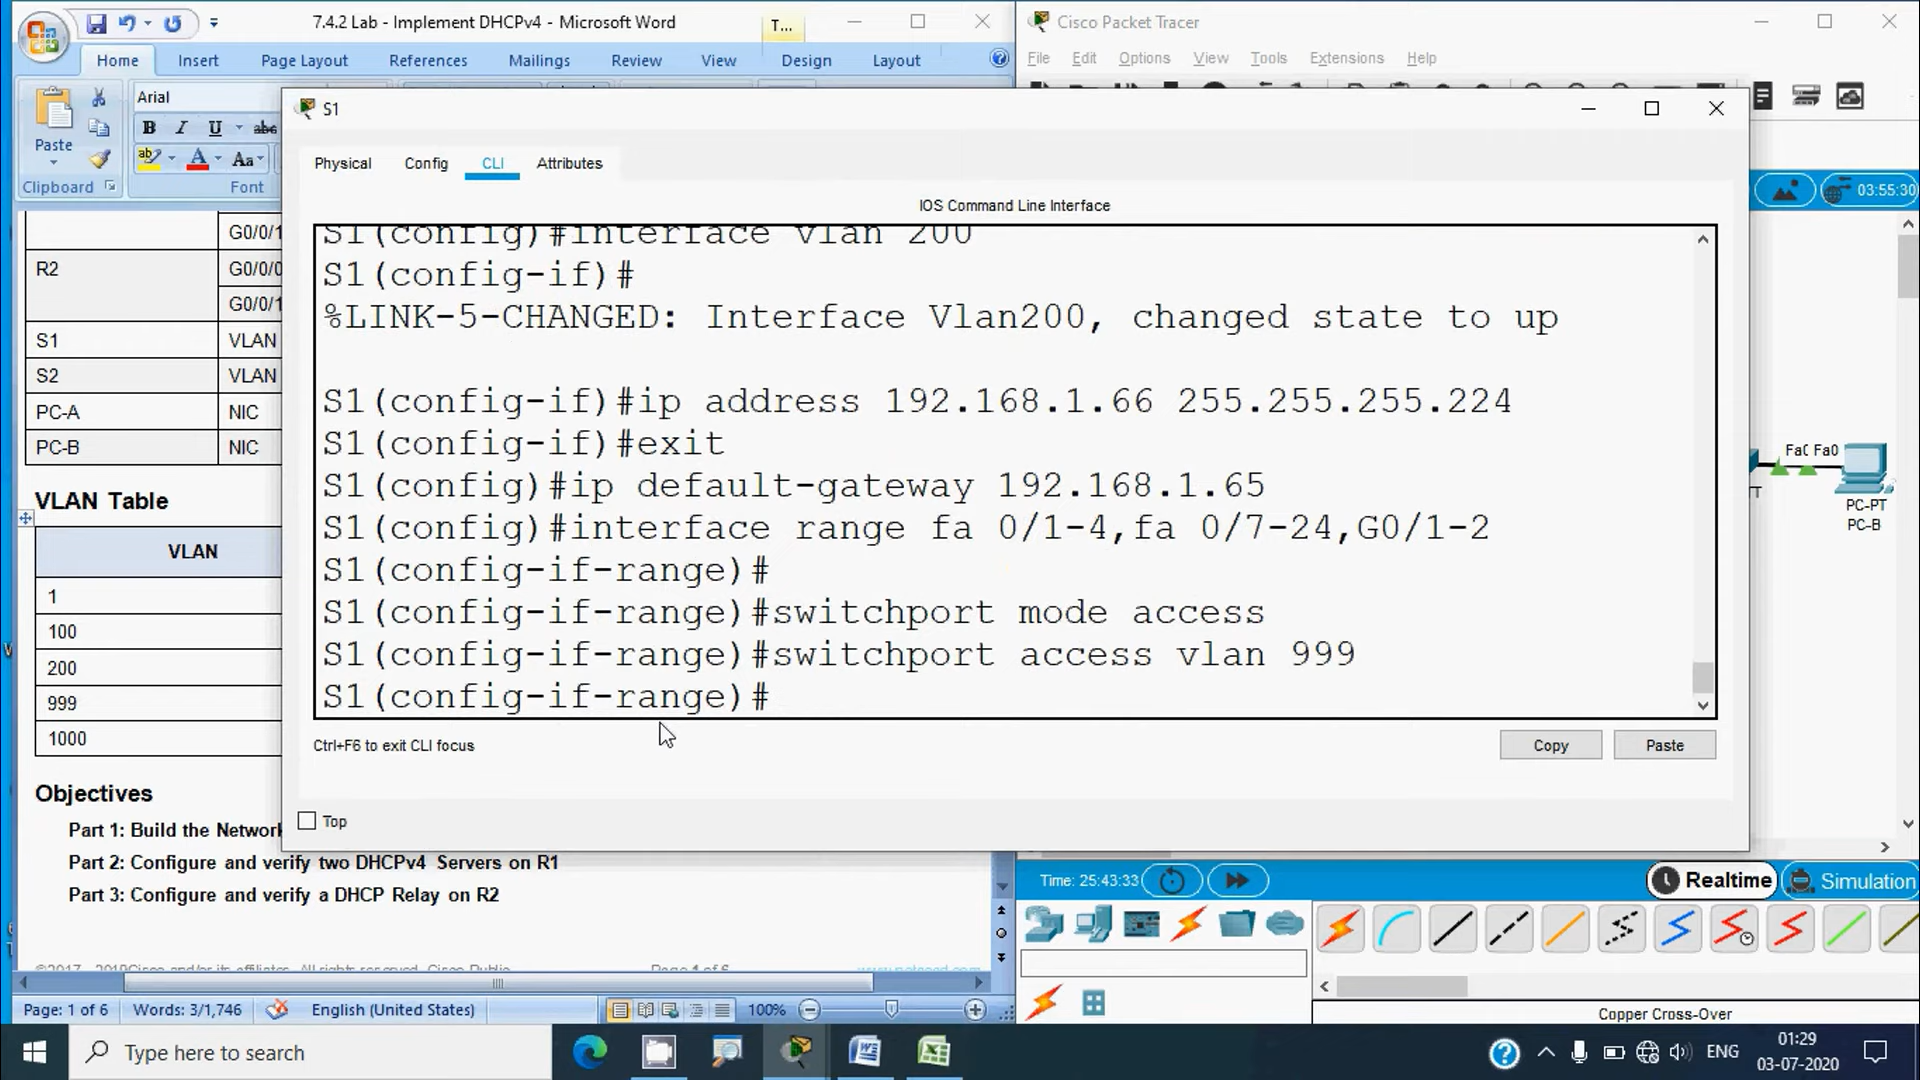 7.4.2 Lab - Implement DHCPv4 - Microsoft Word
T...
Cisco Packet Tracer
Home
Insert
Page Layout
References
Mailings
Review
View
Design
Layout
File
Edit
Options
View
Tools
Extensions
Help
Paste
Clipboard
Arial
B
I
U
abc
ab
A
Aa
Font
S1
Physical
Config
CLI
Attributes
IOS Command Line Interface
03:55:30
S1(config)#interface vlan 200
S1(config-if)#
%LINK-5-CHANGED: Interface Vlan200, changed state to up
S1(config-if)#ip address 192.168.1.66 255.255.255.224
S1(config-if)#exit
S1(config)#ip default-gateway 192.168.1.65
S1(config)#interface range fa 0/1-4,fa 0/7-24,G0/1-2
S1(config-if-range)#
S1(config-if-range)#switchport mode access
S1(config-if-range)#switchport access vlan 999
S1(config-if-range)#
Ctrl+F6 to exit CLI focus
Copy
Paste
Top
G0/0/1
R2
G0/0/0
G0/0/1
S1
VLAN
S2
VLAN
PC-A
NIC
PC-B
NIC
VLAN Table
VLAN
1
100
200
999
1000
Objectives
Part 1: Build the Network
Part 2: Configure and verify two DHCPv4 Servers on R1
Part 3: Configure and verify a DHCP Relay on R2
Fa0
PC-PT
PC-B
Time: 25:43:33
Realtime
Simulation
Copper Cross-Over
Page: 1 of 6
Words: 3/1,746
English (United States)
100%
Type here to search
ENG
01:29
03-07-2020